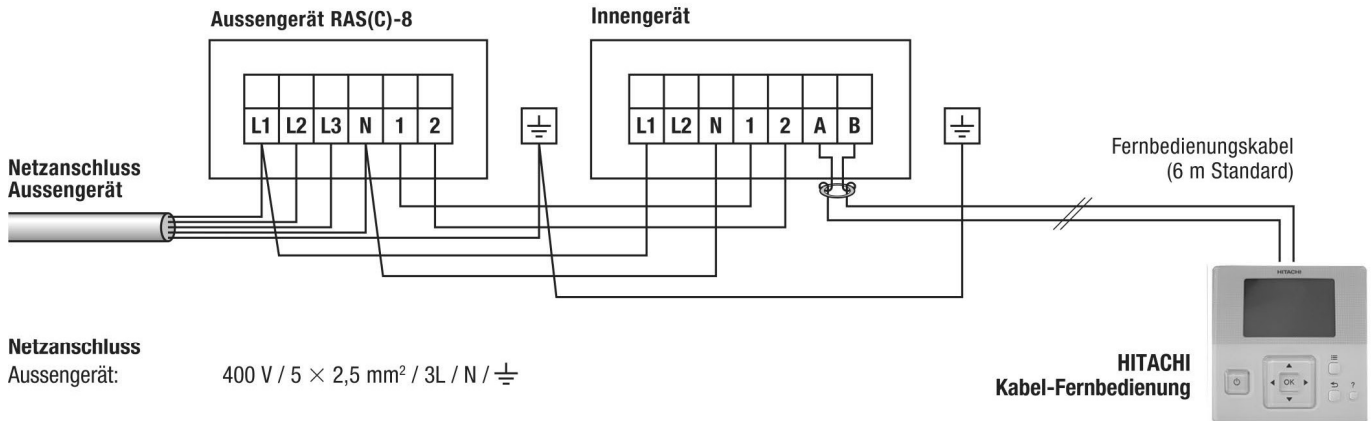 Aussengerät RAS(C)-8
Innengerät
L1 L2 L3 N 1 2
L1 L2 N 1 2 A B
Netzanschluss
Aussengerät
Fernbedienungskabel
(6 m Standard)
HITACHI
OK
?
HITACHI
Kabel-Fernbedienung
Netzanschluss
Aussengerät: 400 V / 5 × 2,5 mm² / 3L / N / ⏚